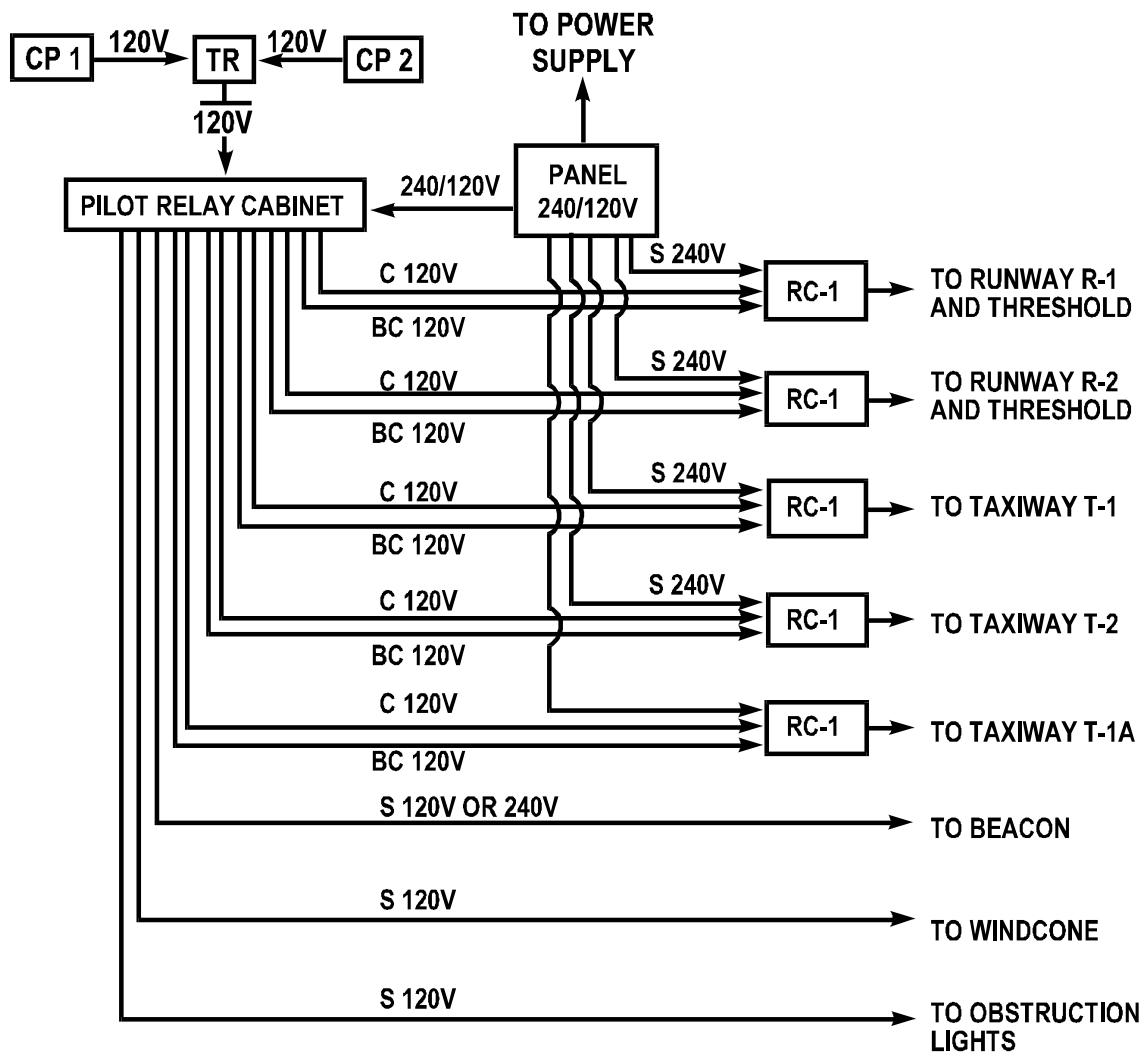 TO POWER
SUPPLY
CP 1
120V
TR
120V
CP 2
120V
PILOT RELAY CABINET
240/120V
PANEL
240/120V
S 240V
C 120V
BC 120V
RC-1
TO RUNWAY R-1
AND THRESHOLD
S 240V
C 120V
BC 120V
RC-1
TO RUNWAY R-2
AND THRESHOLD
S 240V
C 120V
BC 120V
RC-1
TO TAXIWAY T-1
S 240V
C 120V
BC 120V
RC-1
TO TAXIWAY T-2
C 120V
BC 120V
RC-1
TO TAXIWAY T-1A
S 120V OR 240V
TO BEACON
S 120V
TO WINDCONE
S 120V
TO OBSTRUCTION
LIGHTS